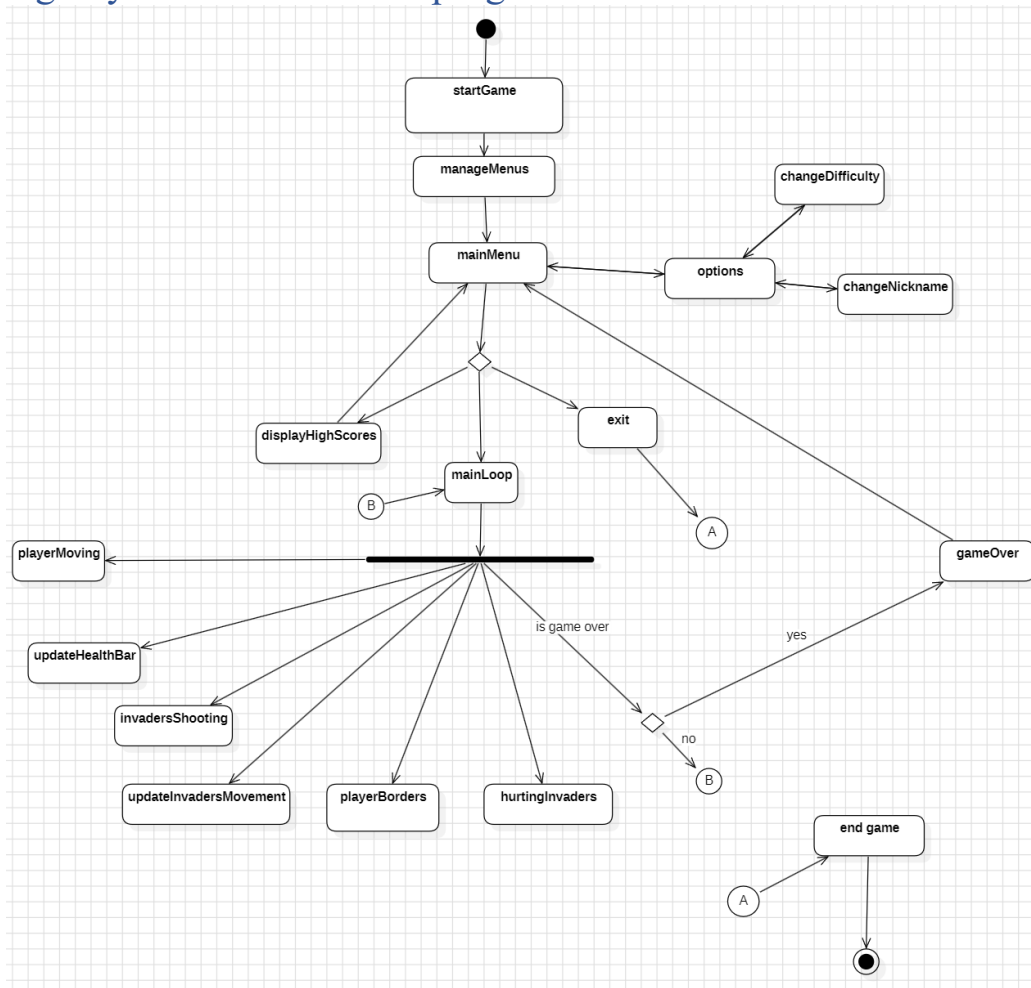 startGame
manageMenus
changeDifficulty
mainMenu
options
changeNickname
exit
displayHighScores
mainLoop
B
A
playerMoving
gameOver
is game over
yes
updateHealthBar
invadersShooting
no
B
updateInvadersMovement
playerBorders
hurtingInvaders
end game
A